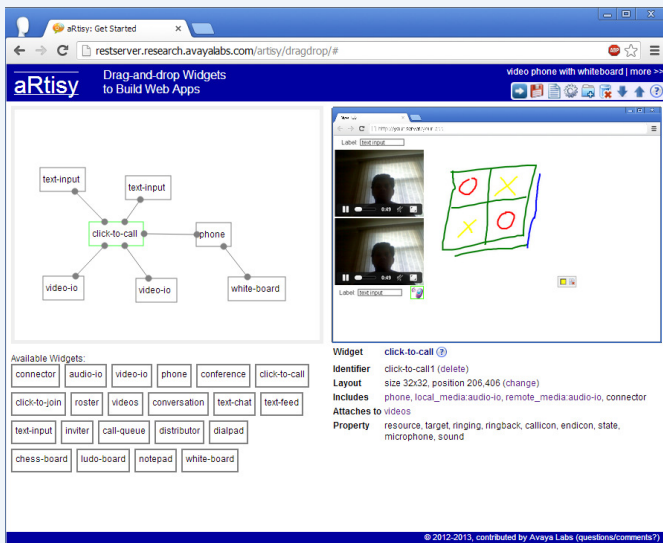 aRtisy: Get Started
restserver.research.avayalabs.com/artisy/dragdrop/#
aRtisy
Drag-and-drop Widgets
to Build Web Apps
video phone with whiteboard | more >>
text-input
text-input
click-to-call
phone
video-io
video-io
white-board
Label text input
0:49
0:49
Label text input
Available Widgets:
connector audio-io video-io phone conference click-to-call
click-to-join roster videos conversation text-chat text-feed
text-input inviter call-queue distributor dialpad
chess-board ludo-board notepad white-board
Widget click-to-call ?
Identifier click-to-call1 (delete)
Layout size 32x32, position 206,406 (change)
Includes phone, local_media:audio-io, remote_media:audio-io, connector
Attaches to videos
Property resource, target, ringing, ringback, callicon, endicon, state,
microphone, sound
© 2012-2013, contributed by Avaya Labs (questions/comments?)